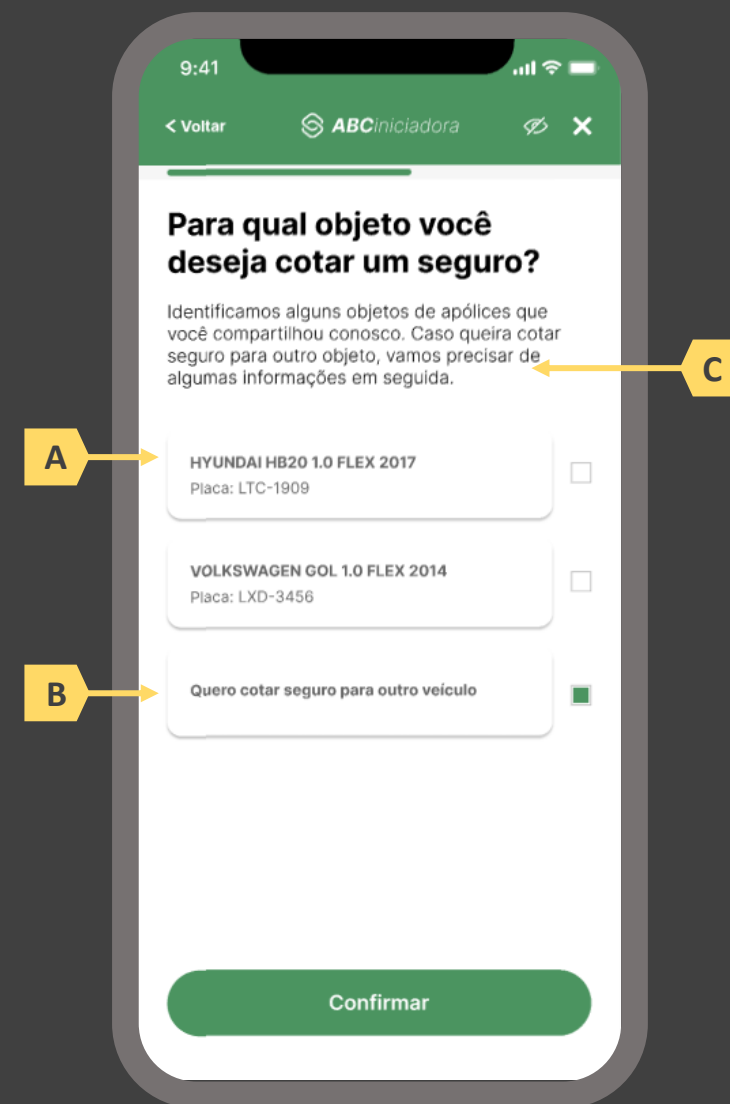 9:41
< Voltar
ABCiniciadora
Para qual objeto você
deseja cotar um seguro?
Identificamos alguns objetos de apólices que
você compartilhou conosco. Caso queira cotar
seguro para outro objeto, vamos precisar de
algumas informações em seguida.
C
A
HYUNDAI HB20 1.0 FLEX 2017
Placa: LTC-1909
VOLKSWAGEN GOL 1.0 FLEX 2014
Placa: LXD-3456
B
Quero cotar seguro para outro veículo
Confirmar